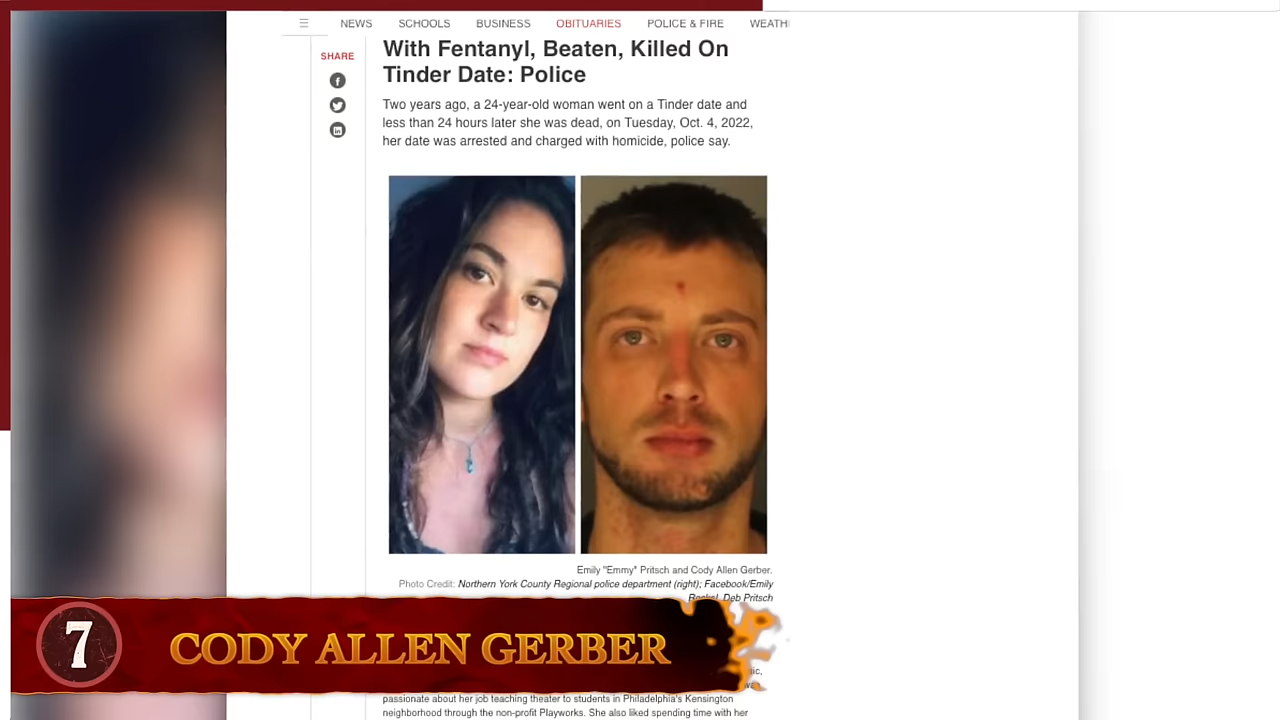 NEWS SCHOOLS BUSINESS OBITUARIES POLICE & FIRE
SHARE
With Fentanyl, Beaten, Killed On
Tinder Date: Police
Two years ago, a 24-year-old woman went on a Tinder date and
less than 24 hours later she was dead, on Tuesday, Oct. 4, 2022,
her date was arrested and charged with homicide, police say.
Emily "Emmy" Pritsch and Cody Allen Gerber.
Photo Credit: Northern York County Regional police department (right); Facebook/Emily
Deb Pritsch
7
CODY ALLEN GERBER
passionate about her job teaching theater to students in Philadelphia's Kensington
neighborhood through the non-profit Playworks. She also liked spending time with her